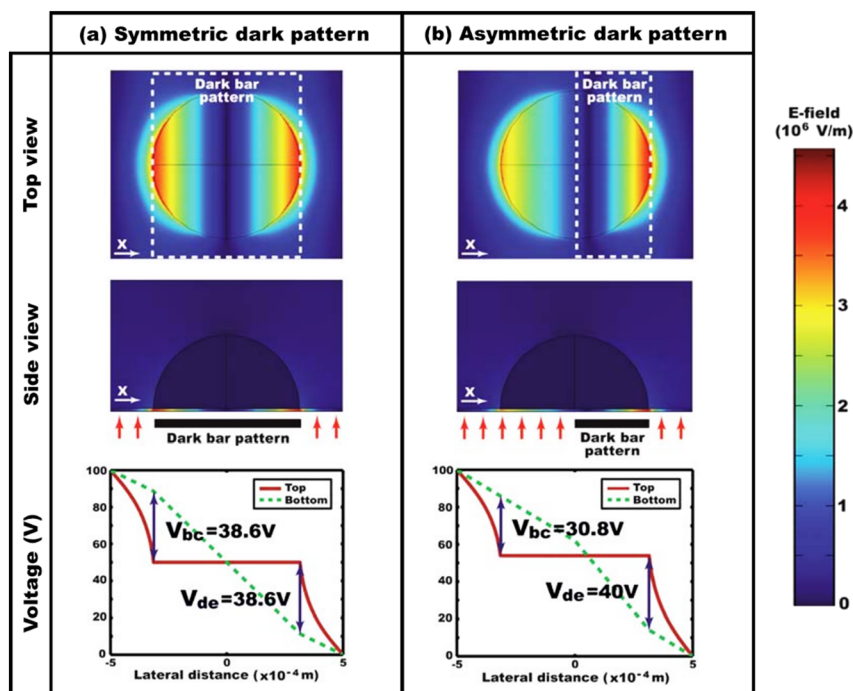 (a) Symmetric dark pattern
(b) Asymmetric dark pattern
Top view
Dark bar
pattern
X
Dark bar
pattern
X
E-field
(10⁶ V/m)
4
3
2
1
0
Side view
X
Dark bar pattern
X
Dark bar
pattern
Voltage (V)
100
80
60
40
20
0
Top
Bottom
Vbc=38.6V
Vde=38.6V
-5
0
5
Lateral distance (x10⁻⁴ m)
100
80
60
40
20
0
Top
Bottom
Vbc=30.8V
Vde=40V
-5
0
5
Lateral distance (x10⁻⁴ m)